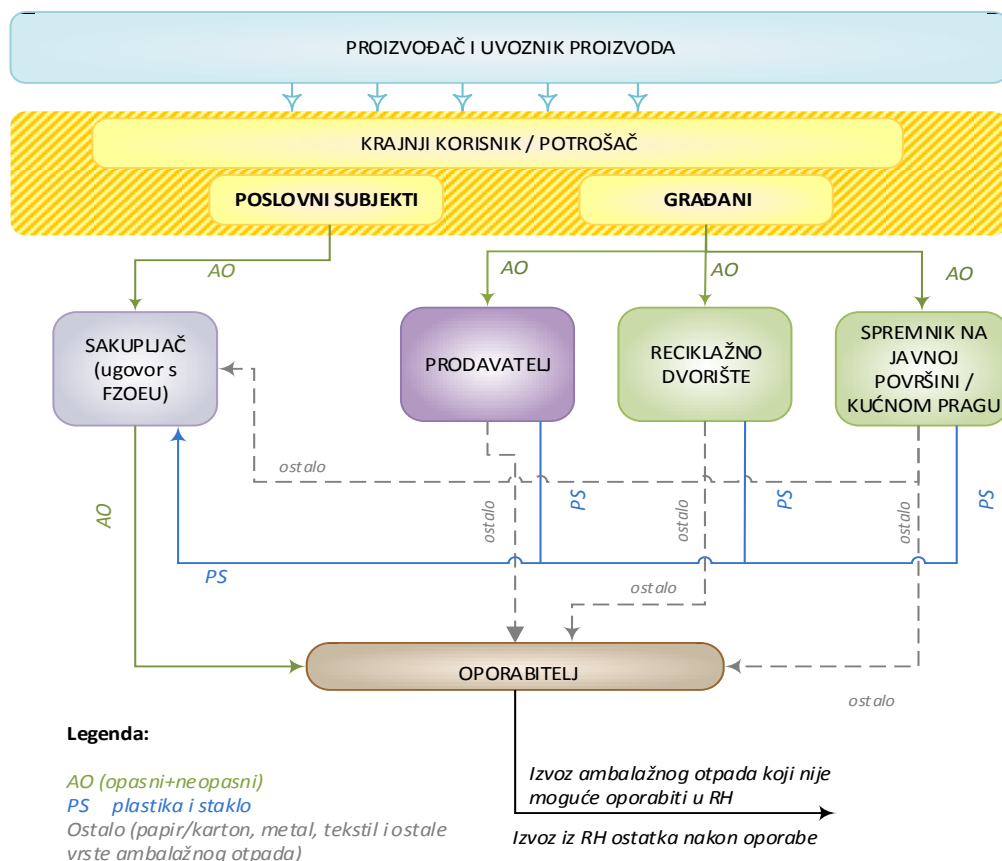 PROIZVOĐAČ I UVOZNIK PROIZVODA
KRAJNJI KORISNIK / POTROŠAČ
POSLOVNI SUBJEKTI
GRAĐANI
AO
AO
AO
AO
SAKUPLJAČ
(ugovor s
FZOEU)
PRODAVATELJ
RECIKLAŽNO
DVORIŠTE
SPREMNIK NA
JAVNOJ
POVRŠINI /
KUĆNOM PRAGU
ostalo
AO
ostalo
PS
ostalo
PS
ostalo
PS
PS
ostalo
OPORABITELJ
ostalo
Legenda:
AO (opasni+neopasni)
PS plastika i staklo
Ostalo (papir/karton, metal, tekstil i ostale
vrste ambalažnog otpada)
Izvoz ambalažnog otpada koji nije
moguće oporabiti u RH
Izvoz iz RH ostatka nakon oporabe